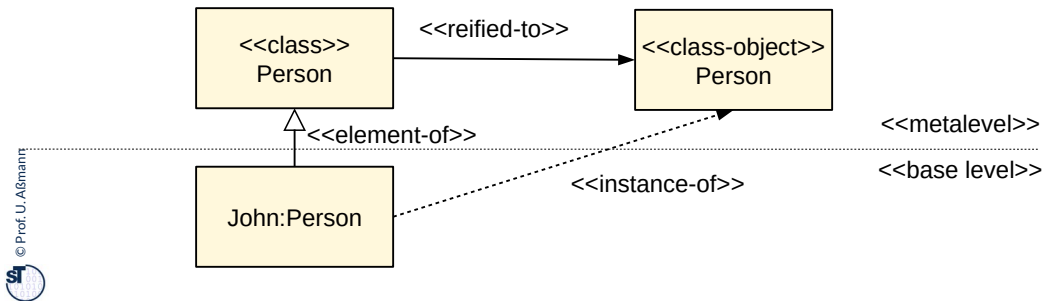 <<class>>
Person
<<reified-to>>
<<class-object>>
Person
<<element-of>>
<<metalevel>>
<<base level>>
<<instance-of>>
John:Person
© Prof. U. Aßmann
ST